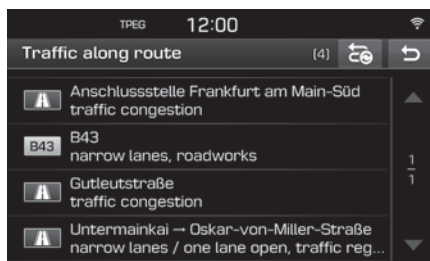 TPEG 12:00
Traffic along route [4]
Anschlussstelle Frankfurt am Main-Süd
traffic congestion
B43 B43
narrow lanes, roadworks
Gutleutstraße
traffic congestion
Untermainkai → Oskar-von-Miller-Straße
narrow lanes / one lane open, traffic reg...
1
1